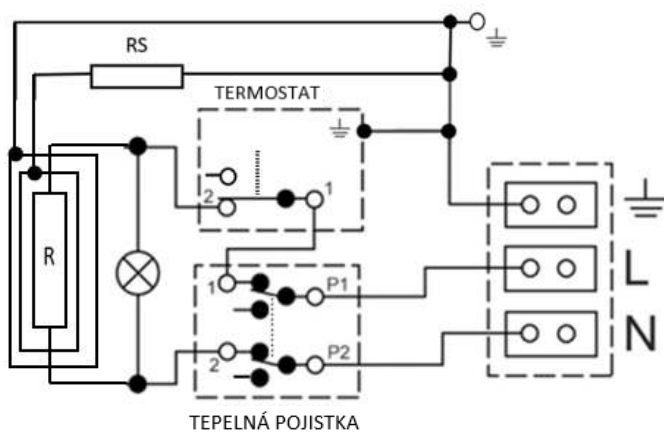 RS
TERMOSTAT
2
1
R
1
P1
L
2
P2
N
TEPELNÁ POJISTKA